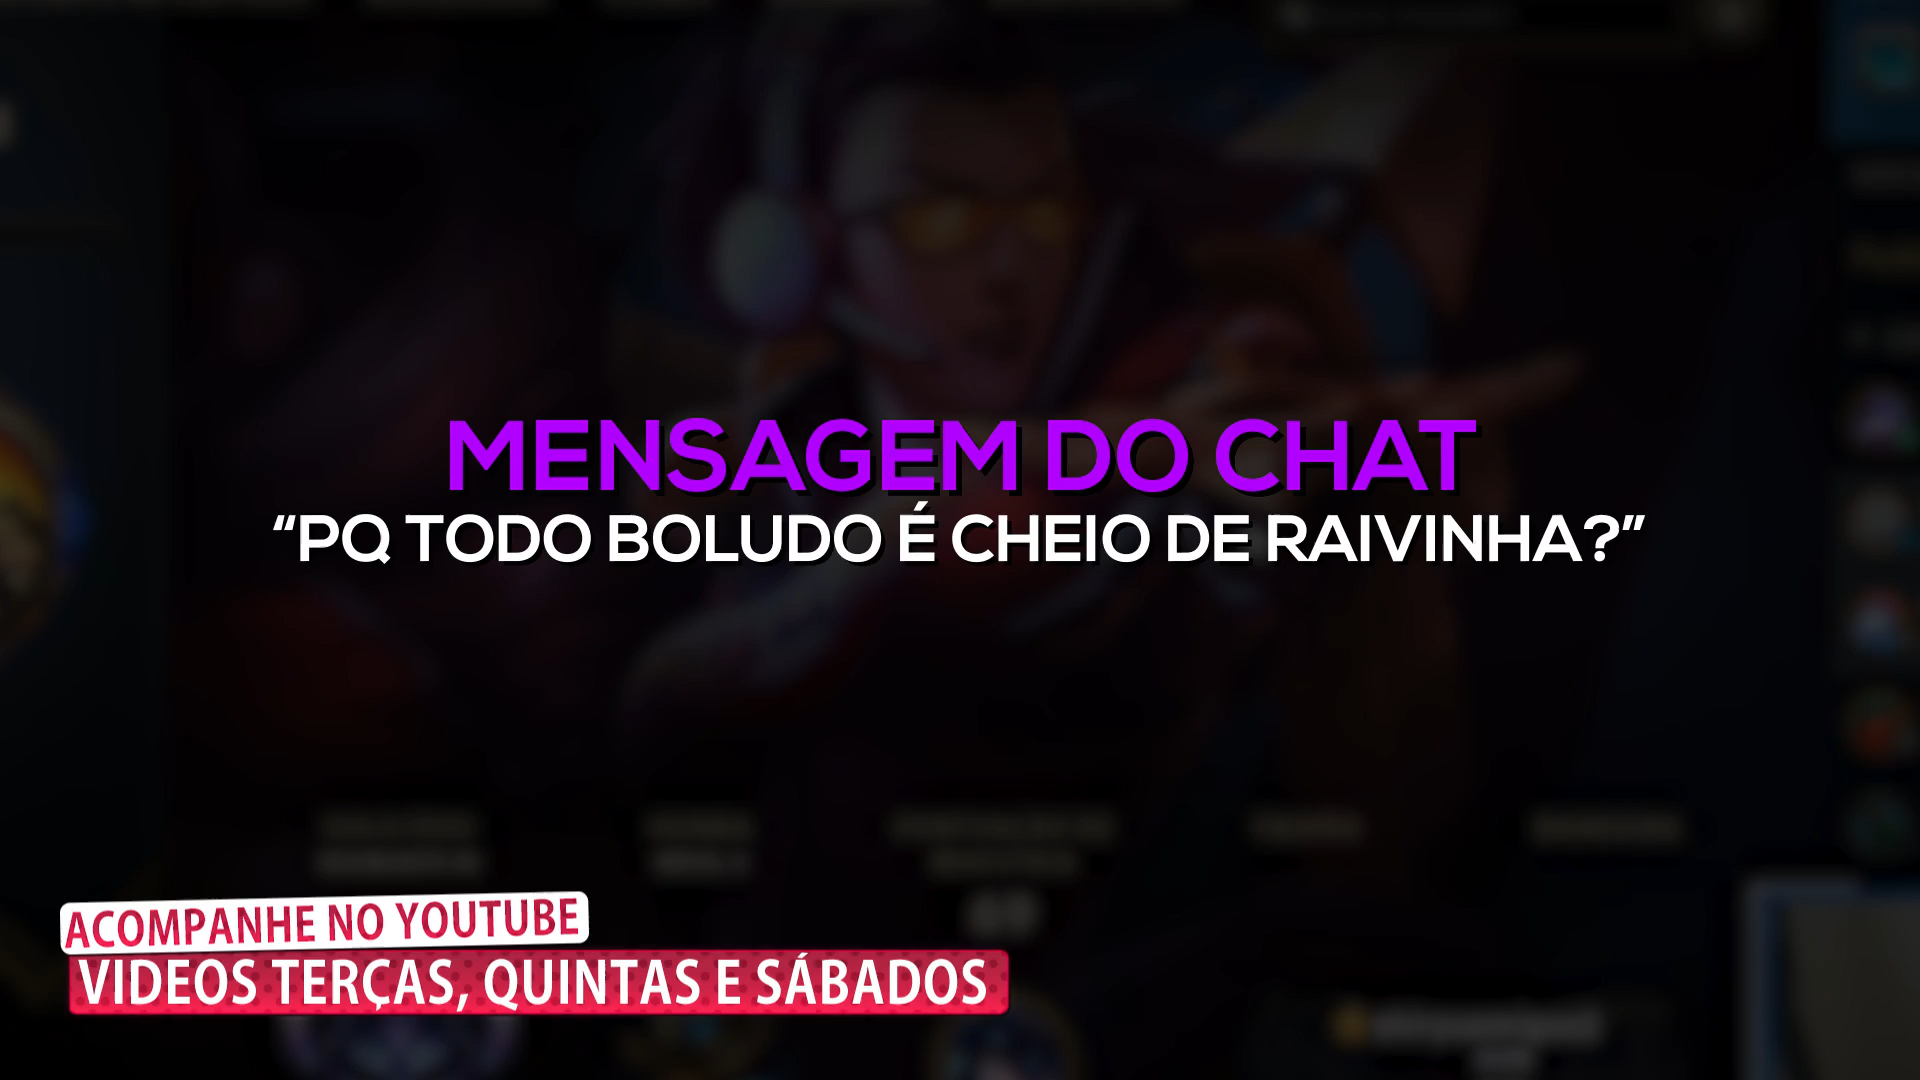 MENSAGEM DO CHAT
“PQ TODO BOLUDO É CHEIO DE RAIVINHA?”
ACOMPANHE NO YOUTUBE
VIDEOS TERÇAS, QUINTAS E SÁBADOS